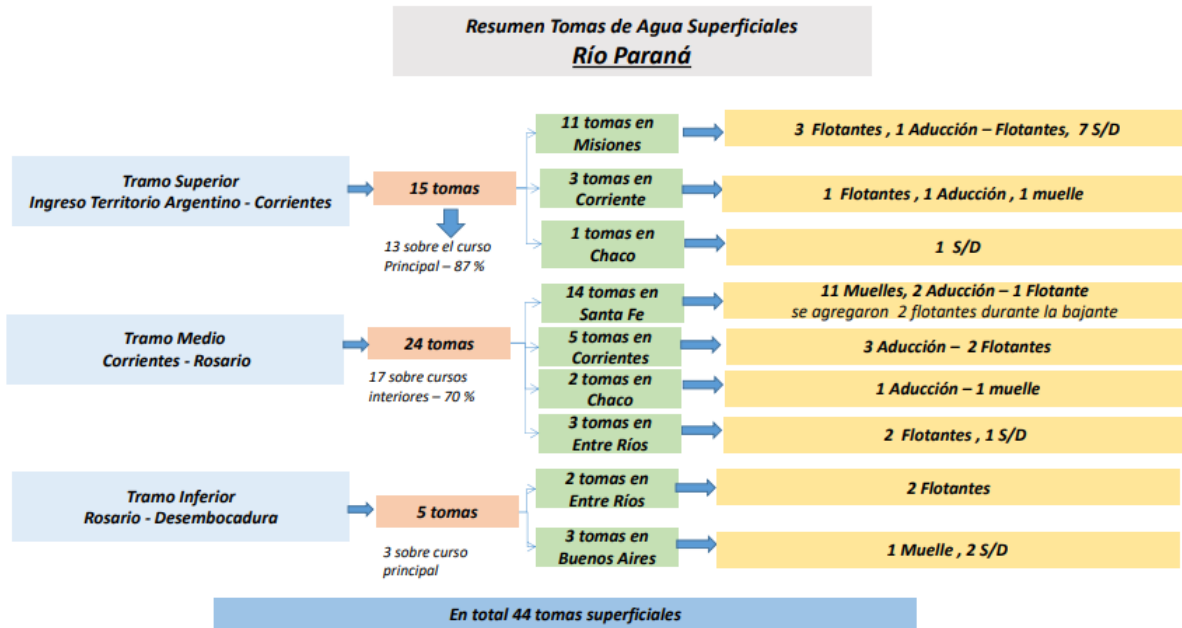 Resumen Tomas de Agua Superficiales
Río Paraná
Tramo Superior
Ingreso Territorio Argentino - Corrientes
15 tomas
13 sobre el curso
Principal – 87 %
11 tomas en
Misiones
3 Flotantes , 1 Aducción – Flotantes, 7 S/D
3 tomas en
Corriente
1 Flotantes , 1 Aducción , 1 muelle
1 tomas en
Chaco
1 S/D
Tramo Medio
Corrientes - Rosario
24 tomas
17 sobre cursos
interiores – 70 %
14 tomas en
Santa Fe
11 Muelles, 2 Aducción – 1 Flotante
se agregaron 2 flotantes durante la bajante
5 tomas en
Corrientes
3 Aducción – 2 Flotantes
2 tomas en
Chaco
1 Aducción – 1 muelle
3 tomas en
Entre Ríos
2 Flotantes , 1 S/D
Tramo Inferior
Rosario - Desembocadura
5 tomas
3 sobre curso
principal
2 tomas en
Entre Ríos
2 Flotantes
3 tomas en
Buenos Aires
1 Muelle , 2 S/D
En total 44 tomas superficiales